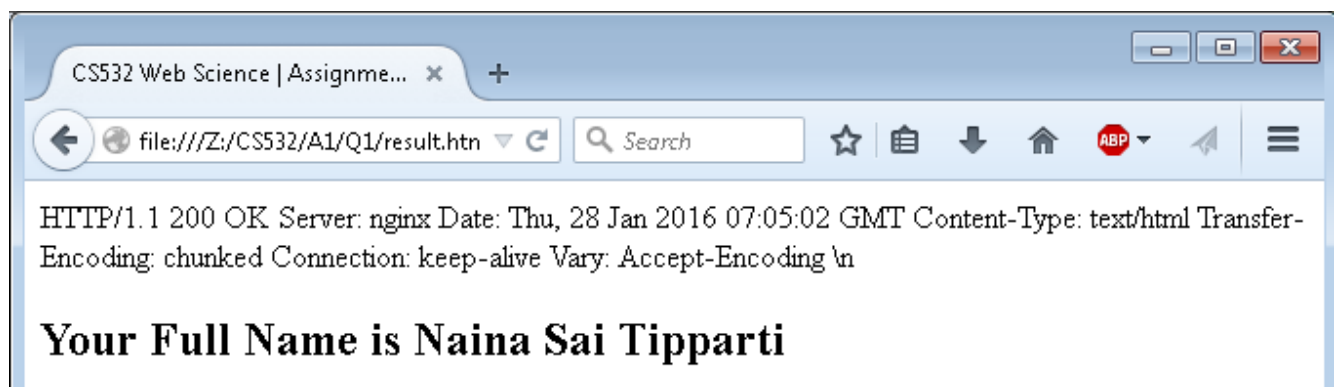 CS532 Web Science | Assignme...
file:///Z:/CS532/A1/Q1/result.htn
Search
ABP
HTTP/1.1 200 OK Server: nginx Date: Thu, 28 Jan 2016 07:05:02 GMT Content-Type: text/html Transfer-
Encoding: chunked Connection: keep-alive Vary: Accept-Encoding \n
Your Full Name is Naina Sai Tipparti